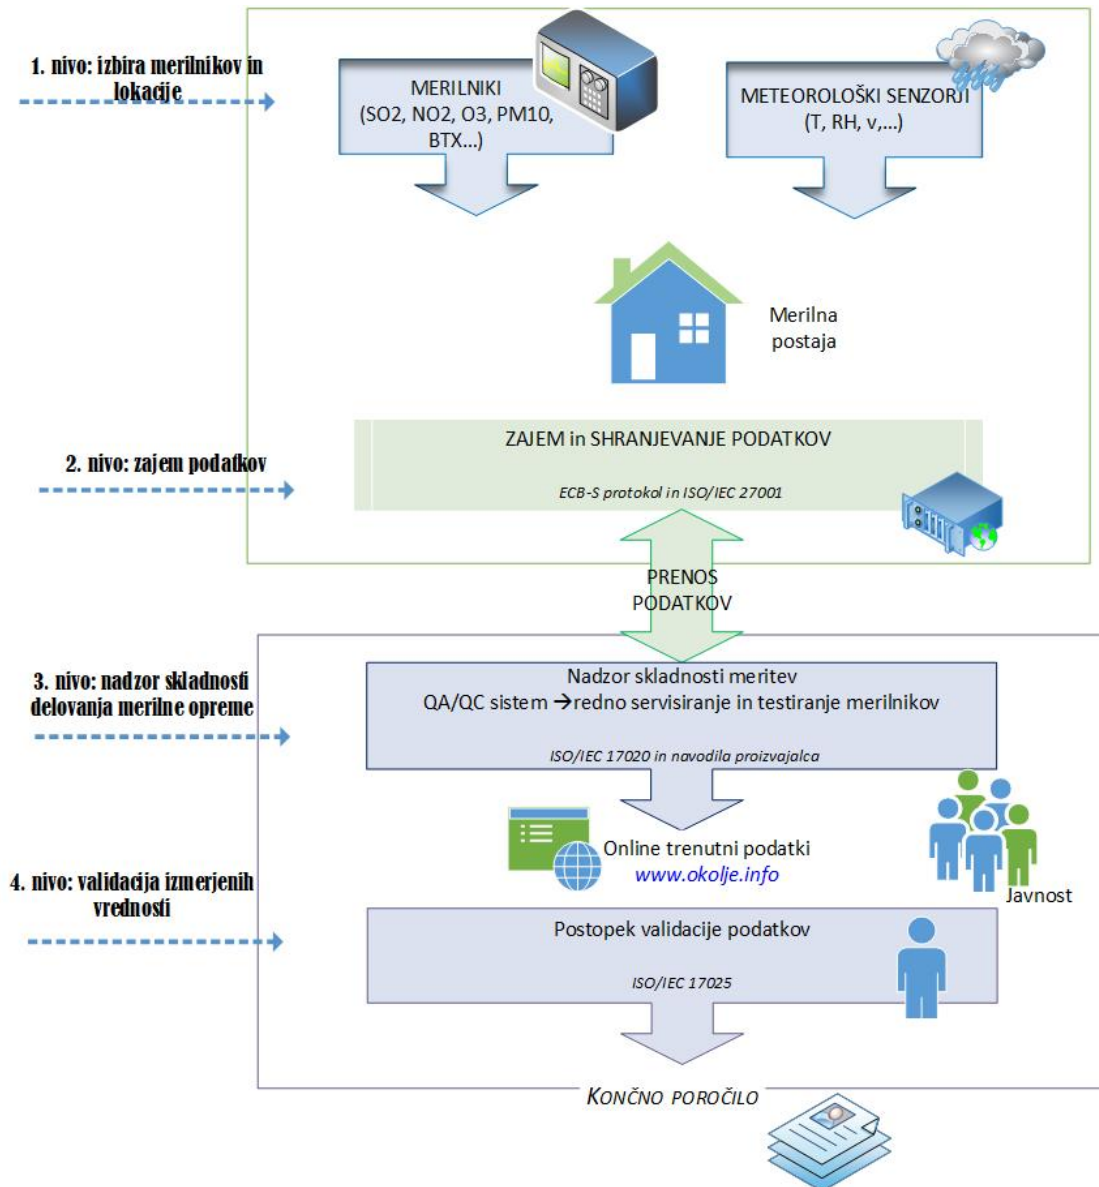 1. nivo: izbira merilnikov in
lokacije
MERILNIKI
(SO2, NO2, O3, PM10,
BTX...)
METEOROLOŠKI SENZORJI
(T, RH, v,...)
Merilna
postaja
2. nivo: zajem podatkov
ZAJEM in SHRANJEVANJE PODATKOV
ECB-S protokol in ISO/IEC 27001
PRENOS
PODATKOV
3. nivo: nadzor skladnosti
delovanja merilne opreme
Nadzor skladnosti meritev
QA/QC sistem →redno servisiranje in testiranje merilnikov
ISO/IEC 17020 in navodila proizvajalca
Online trenutni podatki
www.okolje.info
Javnost
4. nivo: validacija izmerjenih
vrednosti
Postopek validacije podatkov
ISO/IEC 17025
KONČNO POROČILO